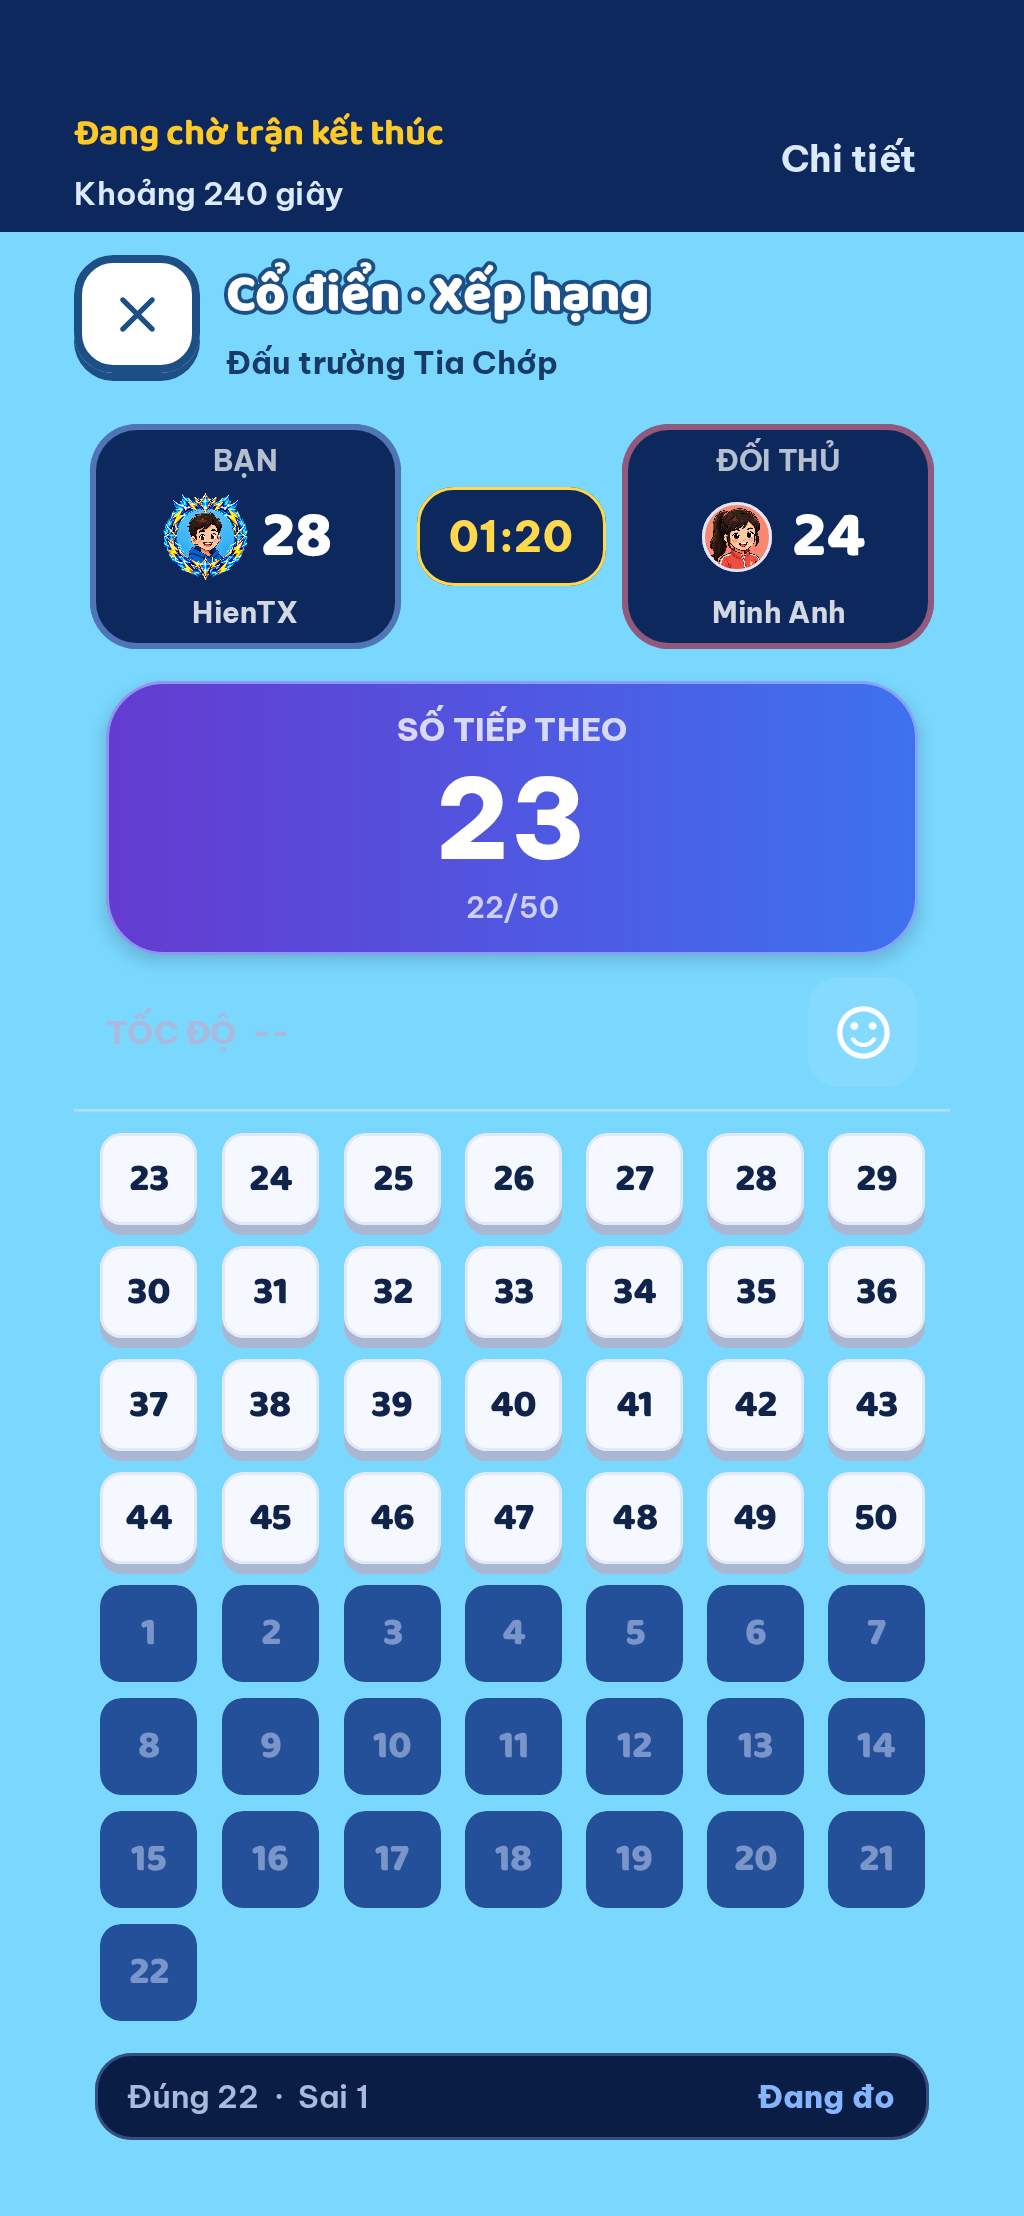 Đang chờ trận kết thúc
Khoảng 240 giây
Chi tiết
Cổ điển · Xếp hạng
Đấu trường Tia Chớp
BẠN
28
HienTX
01:20
ĐỐI THỦ
24
Minh Anh
SỐ TIẾP THEO
23
22/50
TỐC ĐỘ --
23 24 25 26 27 28 29
30 31 32 33 34 35 36
37 38 39 40 41 42 43
44 45 46 47 48 49 50
1 2 3 4 5 6 7
8 9 10 11 12 13 14
15 16 17 18 19 20 21
22
Đúng 22 · Sai 1
Đang đo